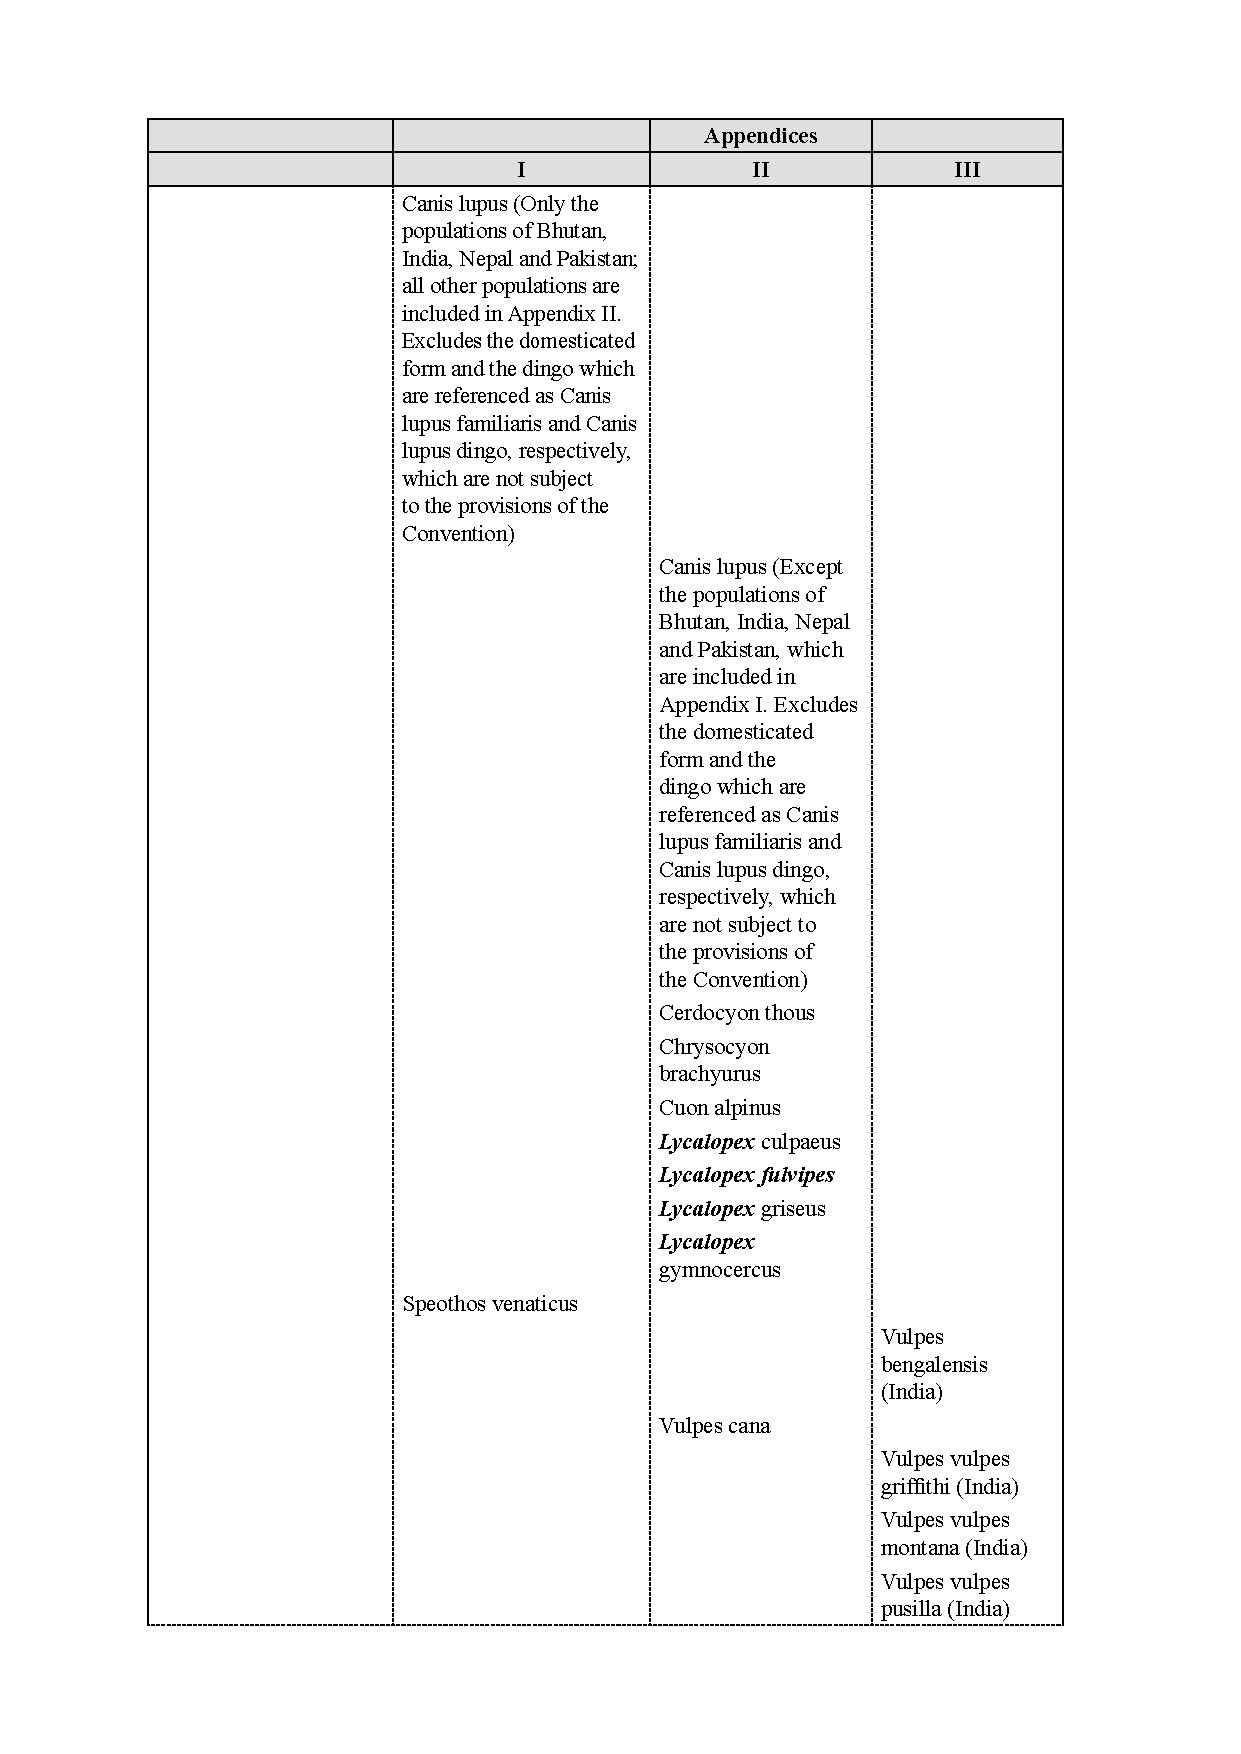 Appendices
I II III
Canis lupus (Only the
populations of Bhutan,
India, Nepal and Pakistan;
all other populations are
included in Appendix II.
Excludes the domesticated
form and the dingo which
are referenced as Canis
lupus familiaris and Canis
lupus dingo, respectively,
which are not subject
to the provisions of the
Convention)
Canis lupus (Except
the populations of
Bhutan, India, Nepal
and Pakistan, which
are included in
Appendix I. Excludes
the domesticated
form and the
dingo which are
referenced as Canis
lupus familiaris and
Canis lupus dingo,
respectively, which
are not subject to
the provisions of
the Convention)
Cerdocyon thous
Chrysocyon
brachyurus
Cuon alpinus
Lycalopex culpaeus
Lycalopex fulvipes
Lycalopex griseus
Lycalopex
gymnocercus
Speothos venaticus
Vulpes
bengalensis
(India)
Vulpes cana
Vulpes vulpes
griffithi (India)
Vulpes vulpes
montana (India)
Vulpes vulpes
pusilla (India)